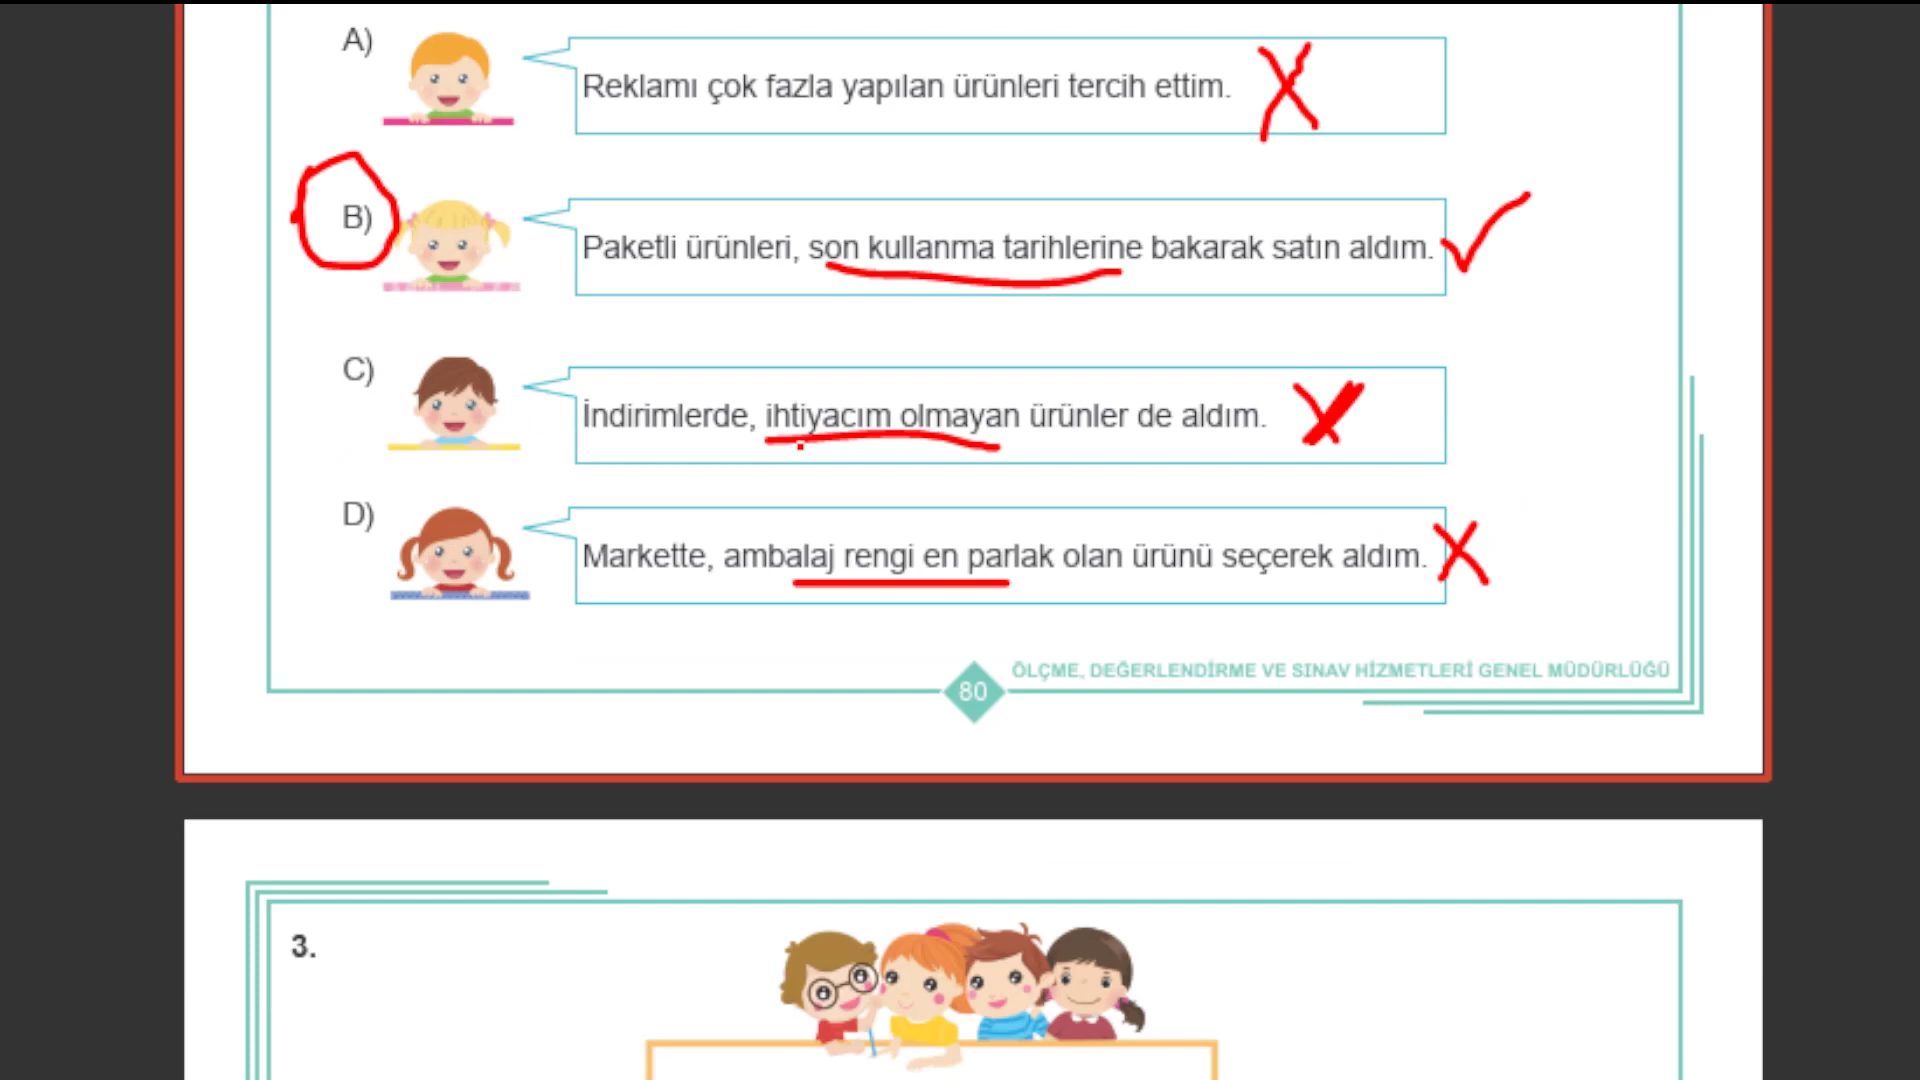 A)
Reklamı çok fazla yapılan ürünleri tercih ettim.
B)
Paketli ürünleri, son kullanma tarihlerine bakarak satın aldım.
C)
İndirimlerde, ihtiyacım olmayan ürünler de aldım.
D)
Markette, ambalaj rengi en parlak olan ürünü seçerek aldım.
ÖLÇME, DEĞERLENDİRME VE SINAV HİZMETLERİ GENEL MÜDÜRLÜĞÜ
80
3.